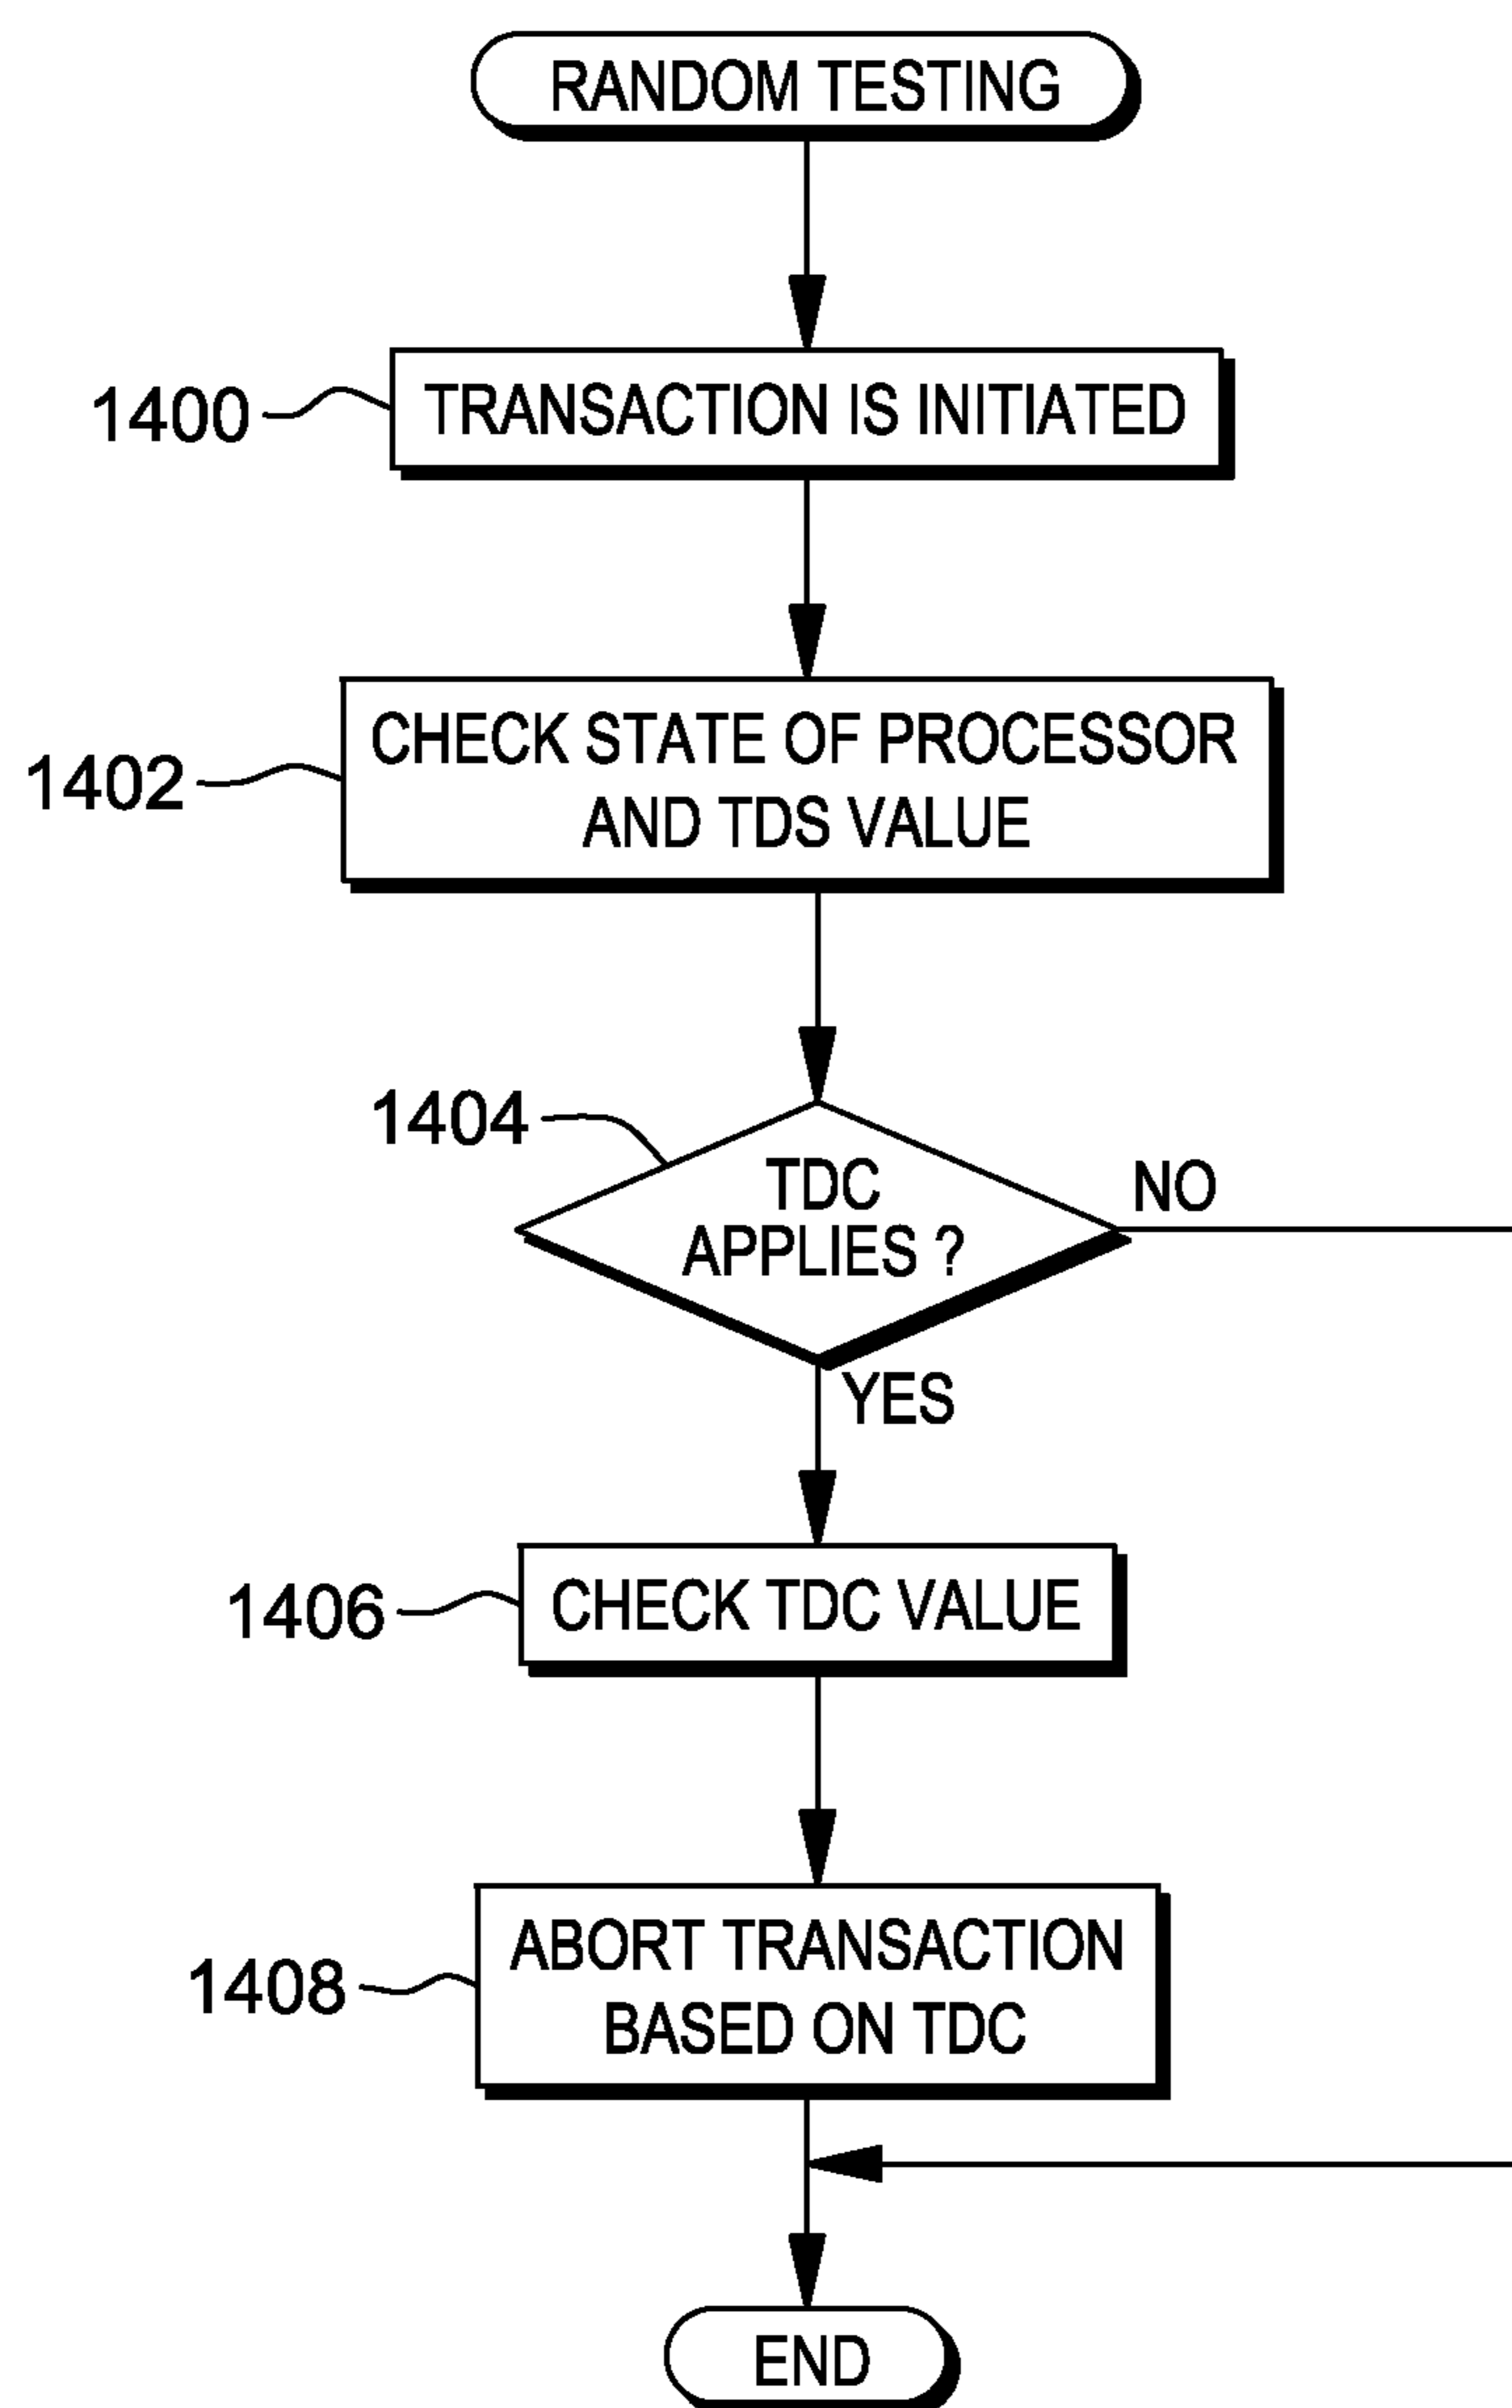 RANDOM TESTING
1400
TRANSACTION IS INITIATED
1402
CHECK STATE OF PROCESSOR
AND TDS VALUE
1404
TDC
APPLIES ?
NO
YES
1406
CHECK TDC VALUE
1408
ABORT TRANSACTION
BASED ON TDC
END